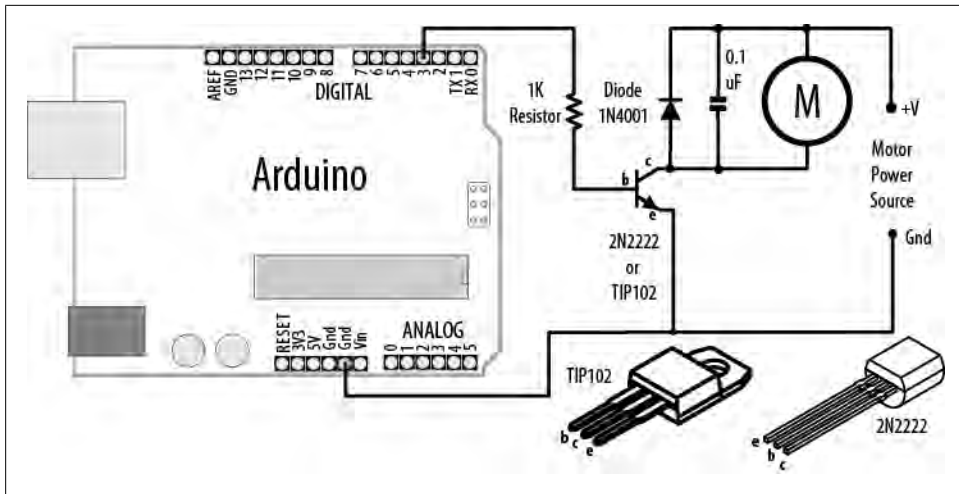 AREF
GND
13
12
11
10
9
8
7
6
5
4
3
2
TX 1
RX 0
DIGITAL
Arduino
1K
Resistor
Diode
1N4001
0.1
uF
M
+V
Motor
Power
Source
Gnd
b
c
e
2N2222
or
TIP102
RESET
3V3
5V
Gnd
Gnd
Vin
ANALOG
0
1
2
3
4
5
TIP102
b
c
e
2N2222
e
b
c